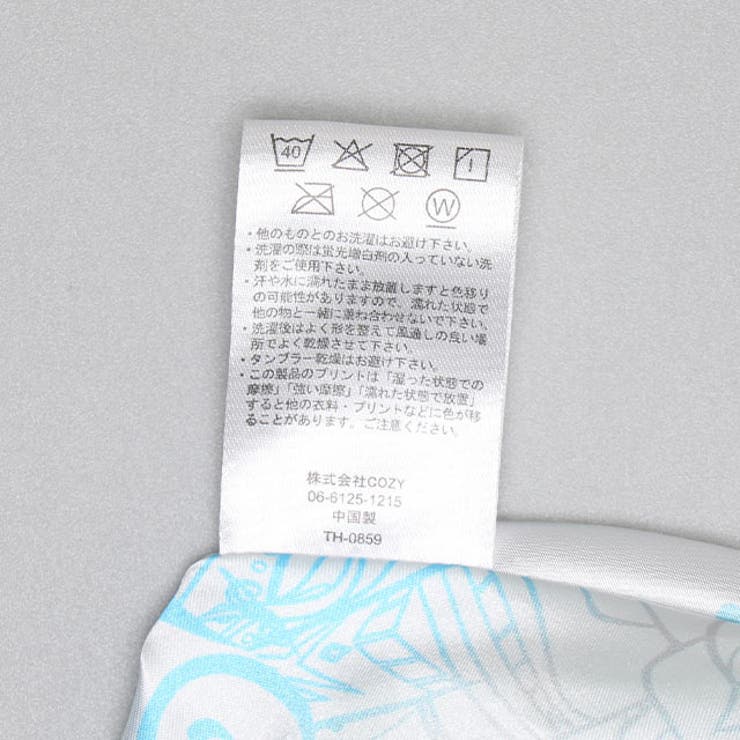 40
W
・他のものとのお洗濯はお避け下さい。
・洗濯の際は蛍光増白剤の入っていない洗
剤をご使用下さい。
・汗や水に濡れたまま放置しますと色移り
の可能性がありますので、濡れた状態で
他の物と一緒に重ね合わせないで下さい。
・洗濯後はよく形を整えて風通しの良い場
所でよく乾燥させて下さい。
・タンブラー乾燥はお避け下さい。
・この製品のプリントは「湿った状態での
摩擦」「強い摩擦」「濡れた状態で放置」
すると他の衣料・プリントなどに色が移
ることがあります。ご注意ください。
株式会社COZY
06-6125-1215
中国製
TH-0859